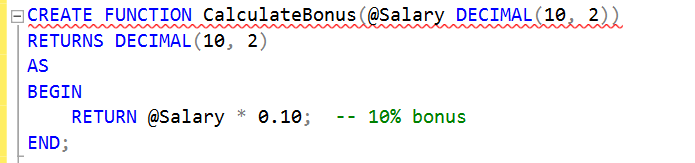 CREATE FUNCTION CalculateBonus(@Salary DECIMAL(10, 2))
RETURNS DECIMAL(10, 2)
AS
BEGIN
    RETURN @Salary * 0.10;  -- 10% bonus
END;